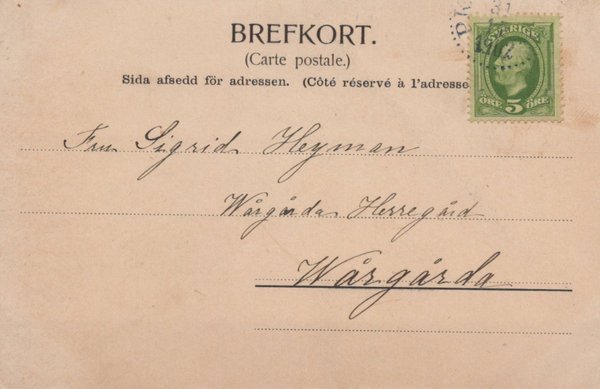 BREFKORT.
(Carte postale.)
Sida afsedd för adressen. (Côté réservé à l'adresse
SVERIGE
ÖRE 5 ÖRE
Fru Sigrid Heyman
Wårgårda Herregård
Wårgårda